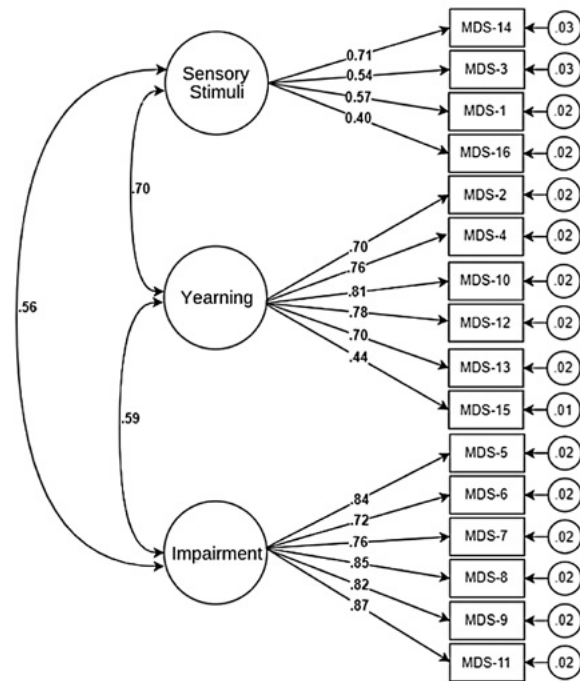 Sensory
Stimuli
0.71
0.54
0.57
0.40
MDS-14
.03
MDS-3
.03
MDS-1
.02
MDS-16
.02
.70
.56
Yearning
.70
.76
.81
.78
.70
.44
MDS-2
.02
MDS-4
.02
MDS-10
.02
MDS-12
.02
MDS-13
.02
MDS-15
.01
.59
Impairment
.84
.72
.76
.85
.82
.87
MDS-5
.02
MDS-6
.02
MDS-7
.02
MDS-8
.02
MDS-9
.02
MDS-11
.02